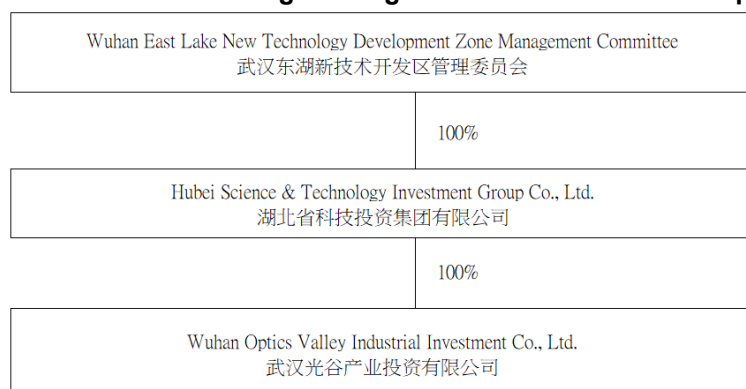 Wuhan East Lake New Technology Development Zone Management Committee
武汉东湖新技术开发区管理委员会
100%
Hubei Science & Technology Investment Group Co., Ltd.
湖北省科技投资集团有限公司
100%
Wuhan Optics Valley Industrial Investment Co., Ltd.
武汉光谷产业投资有限公司